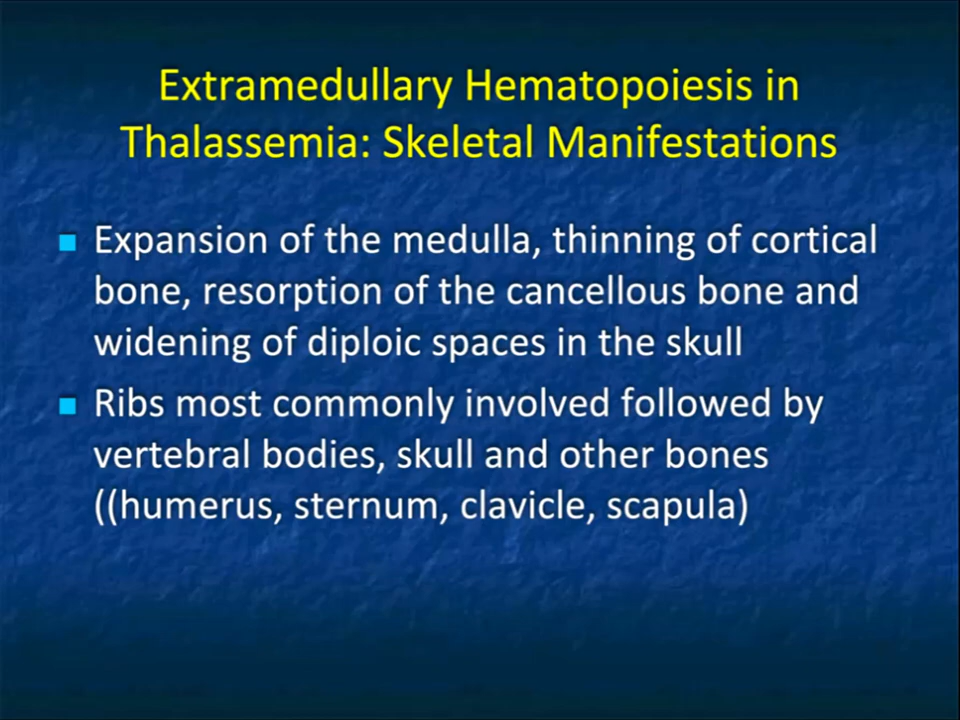 Extramedullary Hematopoiesis in
Thalassemia: Skeletal Manifestations
Expansion of the medulla, thinning of cortical
bone, resorption of the cancellous bone and
widening of diploic spaces in the skull
Ribs most commonly involved followed by
vertebral bodies, skull and other bones
((humerus, sternum, clavicle, scapula)